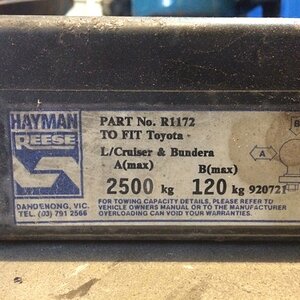 HAYMAN
REESE
DANDENONG, VIC.
TEL. (03) 791 2566
PART No. R1172
TO FIT Toyota
L/Cruiser & Bundera
A(max) B(max)
2500 kg 120 kg 920721
FOR TOWING CAPACITY DETAILS, PLEASE REFER TO
VEHICLE OWNERS MANUAL OR TO THE MANUFACTURER
OVERLOADING CAN VOID YOUR WARRANTIES.
A
B